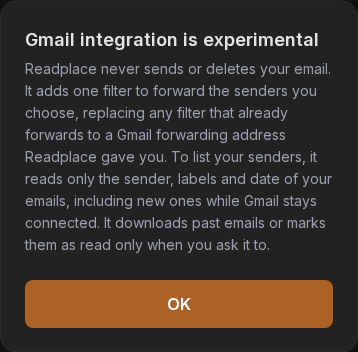 Gmail integration is experimental
Readplace never sends or deletes your email.
It adds one filter to forward the senders you
choose, replacing any filter that already
forwards to a Gmail forwarding address
Readplace gave you. To list your senders, it
reads only the sender, labels and date of your
emails, including new ones while Gmail stays
connected. It downloads past emails or marks
them as read only when you ask it to.
OK